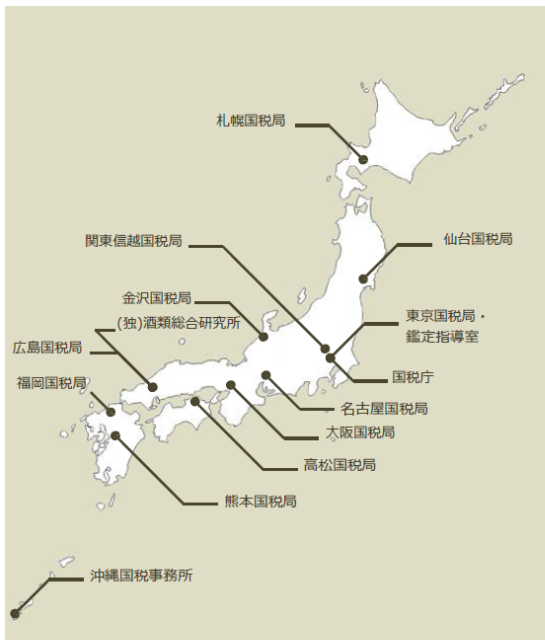 札幌国税局
関東信越国税局
仙台国税局
金沢国税局
(独)酒類総合研究所
東京国税局・
鑑定指導室
広島国税局
国税庁
福岡国税局
名古屋国税局
大阪国税局
高松国税局
熊本国税局
沖縄国税事務所